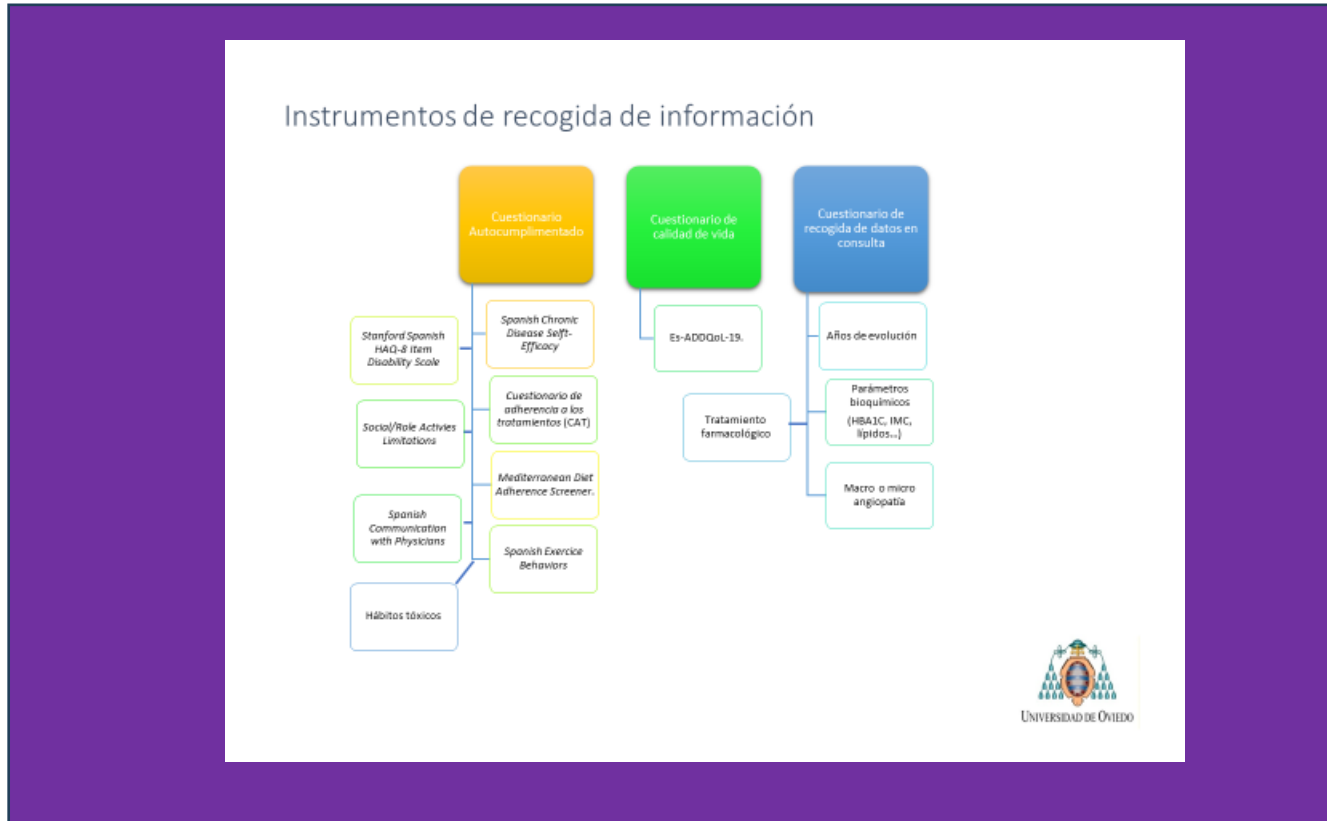 Instrumentos de recogida de información
Cuestionario
Autocumplimentado
Stanford Spanish
HAQ-8 Item
Disability Scale
Spanish Chronic
Disease Selft-
Efficacy
Social/Role Activies
Limitations
Cuestionario de
adherencia a los
tratamientos (CAT)
Mediterranean Diet
Adherence Screener.
Spanish
Communication
with Physicians
Spanish Exercice
Behaviors
Hábitos tóxicos
Cuestionario de
calidad de vida
Es-ADDQoL-19.
Cuestionario de
recogida de datos en
consulta
Años de evolución
Tratamiento
farmacológico
Parámetros
bioquímicos
(HBA1C, IMC,
lípidos...)
Macro o micro
angiopatía
UNIVERSIDAD DE OVIEDO